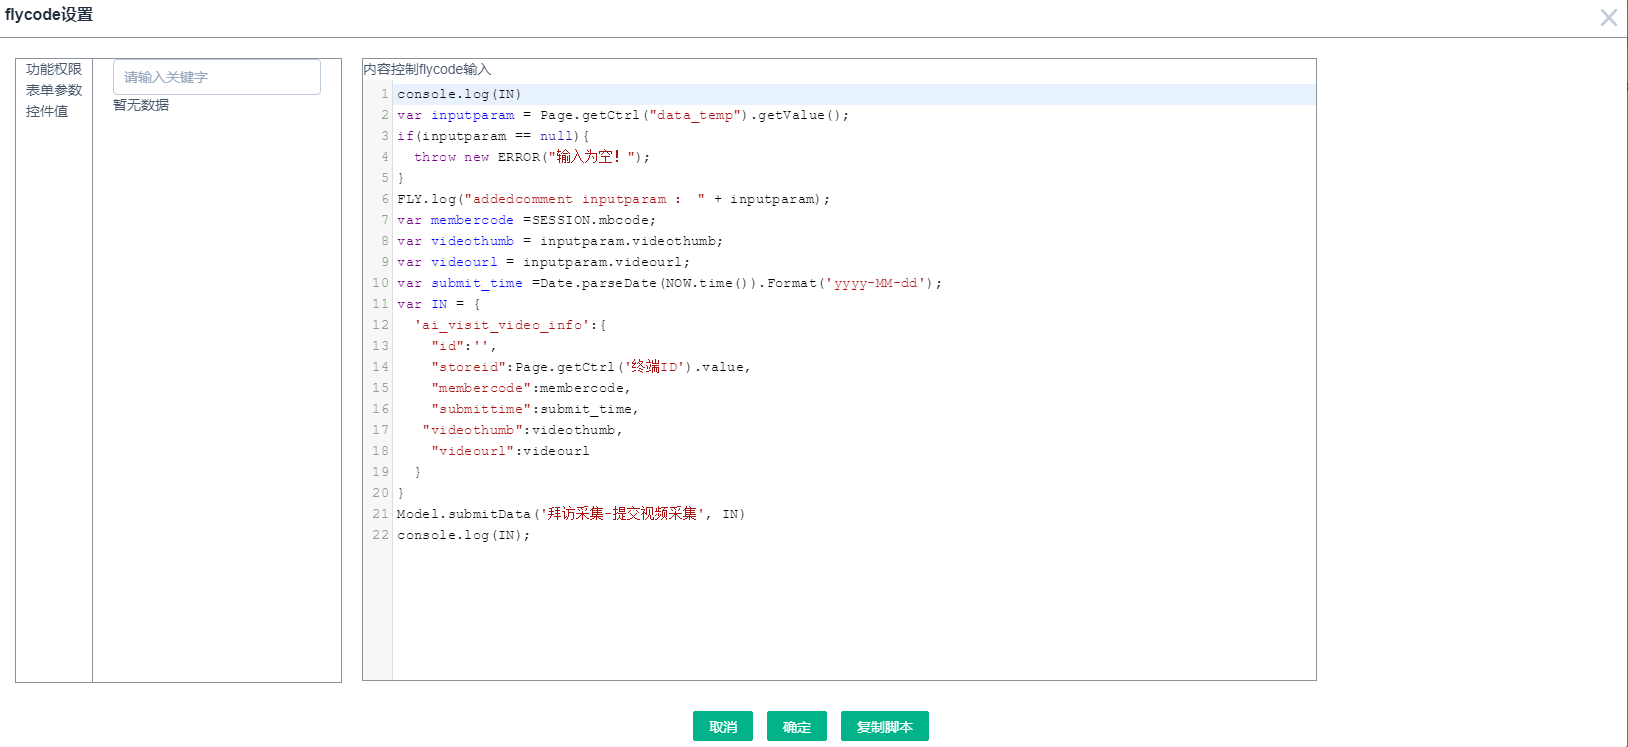 flycode设置
功能权限
表单参数
控件值
请输入关键字
暂无数据
内容控制flycode输入
1 console.log(IN)
2 var inputparam = Page.getCtrl("data_temp").getValue();
3 if(inputparam == null){
4   throw new ERROR("输入为空！");
5 }
6 FLY.log("addedcomment inputparam :  " + inputparam);
7 var membercode =SESSION.mbcode;
8 var videothumb = inputparam.videothumb;
9 var videourl = inputparam.videourl;
10 var submit_time =Date.parseDate(NOW.time()).Format('yyyy-MM-dd');
11 var IN = {
12   'ai_visit_video_info':{
13     "id":'',
14     "storeid":Page.getCtrl('终端ID').value,
15     "membercode":membercode,
16     "submittime":submit_time,
17    "videothumb":videothumb,
18     "videourl":videourl
19   }
20 }
21 Model.submitData('拜访采集-提交视频采集', IN)
22 console.log(IN);
取消
确定
复制脚本